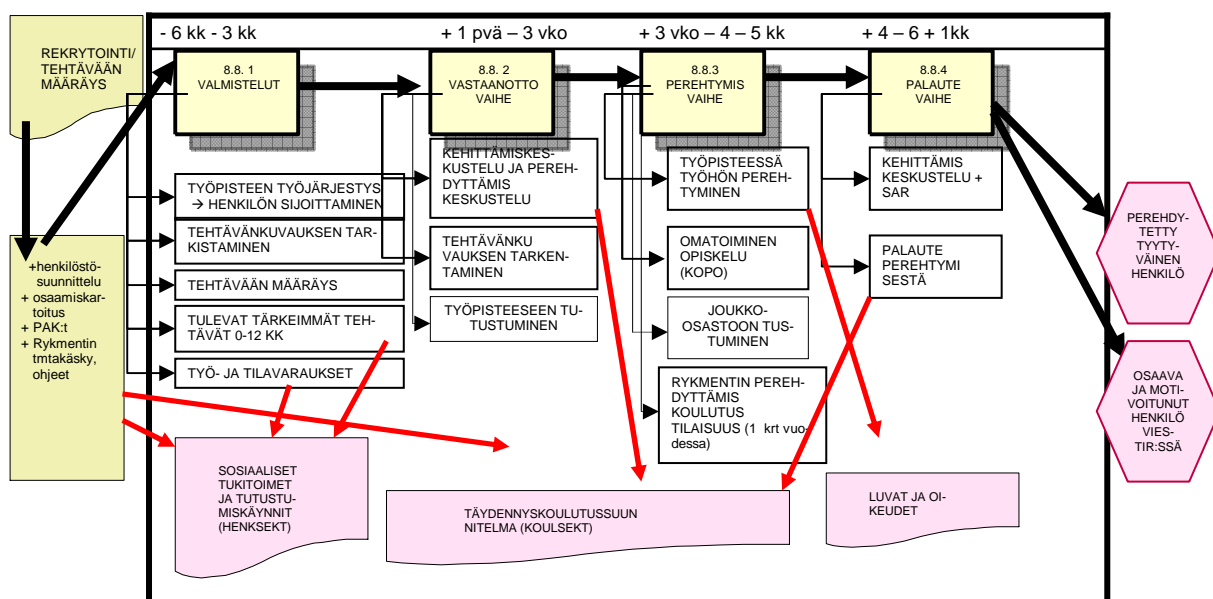 - 6 kk - 3 kk
+ 1 pvä – 3 vko
+ 3 vko – 4 – 5 kk
+ 4 – 6 + 1kk
REKRYTOINTI/
TEHTÄVÄÄN
MÄÄRÄYS
8.8. 1
VALMISTELUT
8.8. 2
VASTAANOTTO
VAIHE
8.8.3
PEREHTYMIS
VAIHE
8.8.4
PALAUTE
VAIHE
TYÖPISTEEN TYÖJÄRJESTYS
→ HENKILÖN SIJOITTAMINEN
TEHTÄVÄNKUVAUKSEN TAR-
KISTAMINEN
TEHTÄVÄÄN MÄÄRÄYS
TULEVAT TÄRKEIMMÄT TEH-
TÄVÄT 0-12 KK
TYÖ- JA TILAVARAUKSET
KEHITTÄMISKES-
KUSTELU JA PEREH-
DYTTÄMIS
KESKUSTELU
TEHTÄVÄNKU
VAUKSEN TARKEN-
TAMINEN
TYÖPISTEESEEN TU-
TUSTUMINEN
TYÖPISTEESSÄ
TYÖHÖN PEREH-
TYMINEN
OMATOIMINEN
OPISKELU
(KOPO)
JOUKKO-
OSASTOON TUS-
TUMINEN
RYKMENTIN PEREH-
DYTTÄMIS
KOULUTUS
TILAISUUS (1 krt vuo-
dessa)
KEHITTÄMIS
KESKUSTELU +
SAR
PALAUTE
PEREHTYMI
SESTÄ
+henkilöstö-
suunnittelu
+ osaamiskar-
toitus
+ PAK:t
+ Rykmentin
tmtakäsky,
ohjeet
PEREHDY-
TETTY
TYYTY-
VÄINEN
HENKILÖ
OSAAVA
JA MOTI-
VOITUNUT
HENKILÖ
VIES-
TIR:SSÄ
SOSIAALISET
TUKITOIMET
JA TUTUSTU-
MISKÄYNNIT
(HENKSEKT)
TÄYDENNYSKOULUTUSSUUN
NITELMA (KOULSEKT)
LUVAT JA OI-
KEUDET